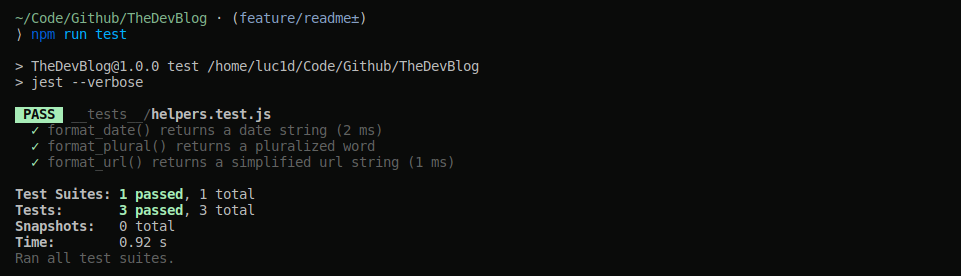 ~/Code/Github/TheDevBlog · (feature/readme±)
⟩ npm run test
> TheDevBlog@1.0.0 test /home/luc1d/Code/Github/TheDevBlog
> jest --verbose
PASS __tests__/helpers.test.js
✓ format_date() returns a date string (2 ms)
✓ format_plural() returns a pluralized word
✓ format_url() returns a simplified url string (1 ms)
Test Suites: 1 passed, 1 total
Tests: 3 passed, 3 total
Snapshots: 0 total
Time: 0.92 s
Ran all test suites.